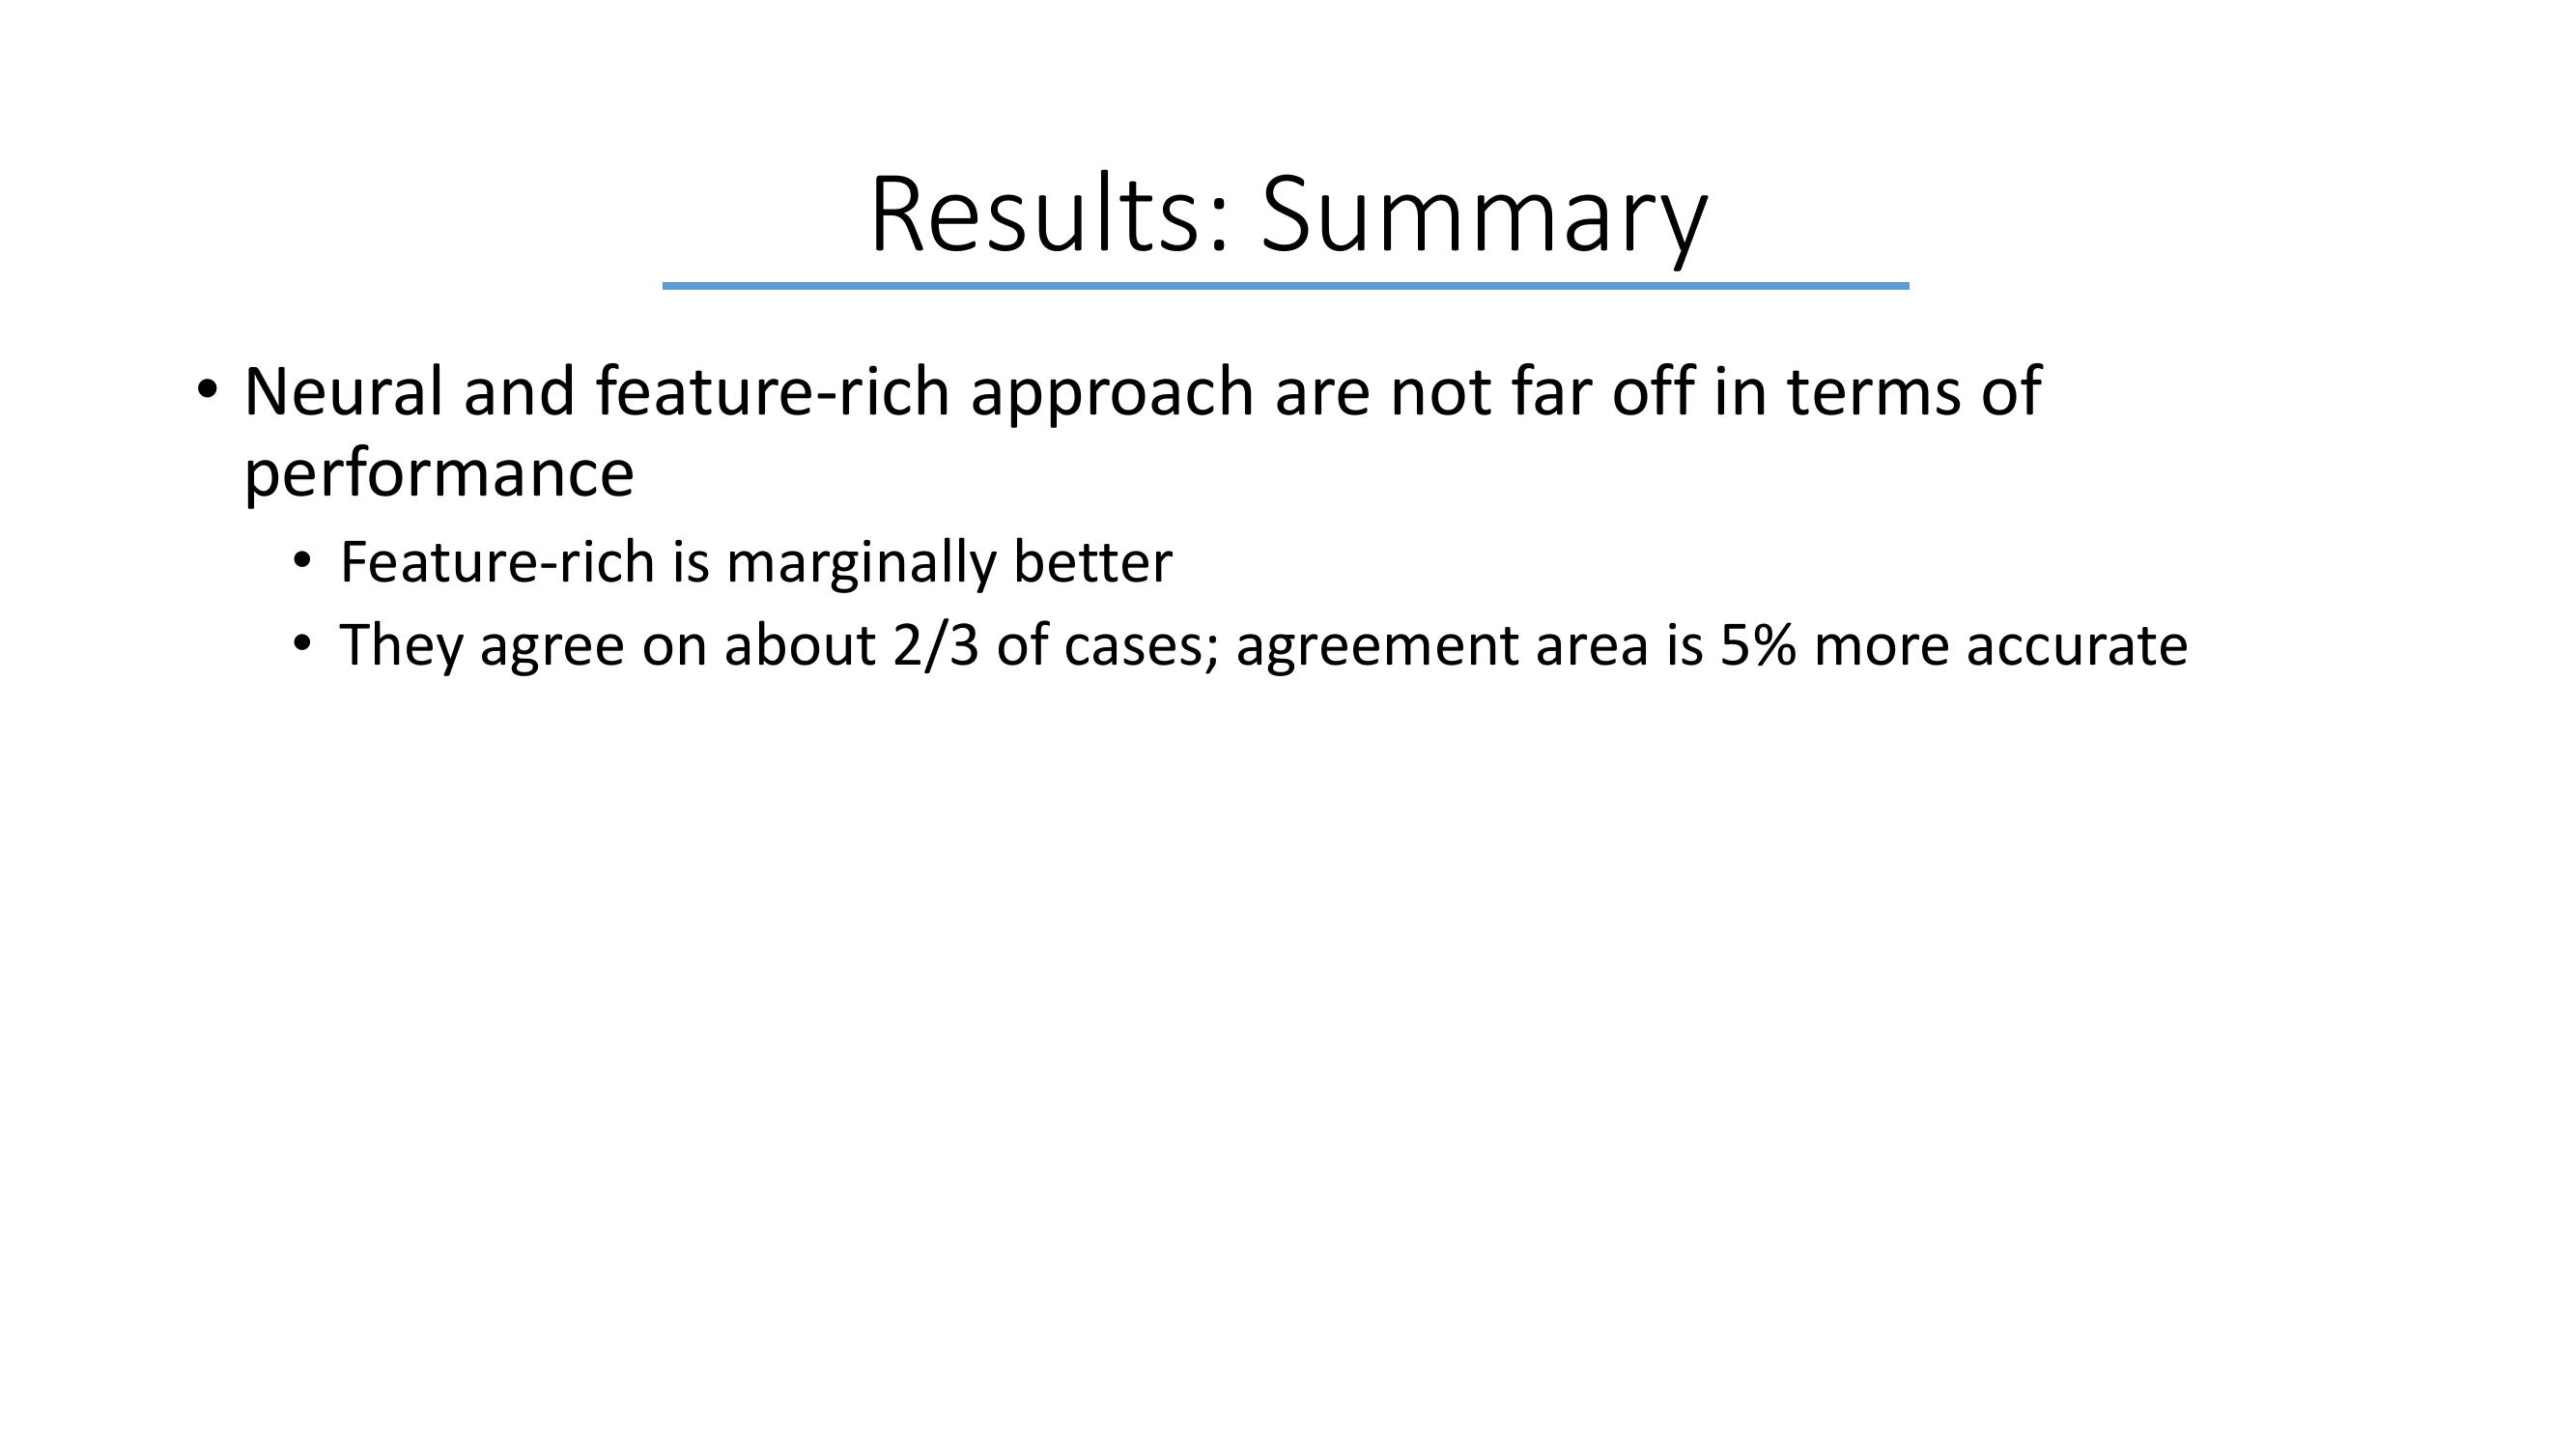 Results: Summary
• Neural and feature-rich approach are not far off in terms of
performance
• Feature-rich is marginally better
• They agree on about 2/3 of cases; agreement area is 5% more accurate